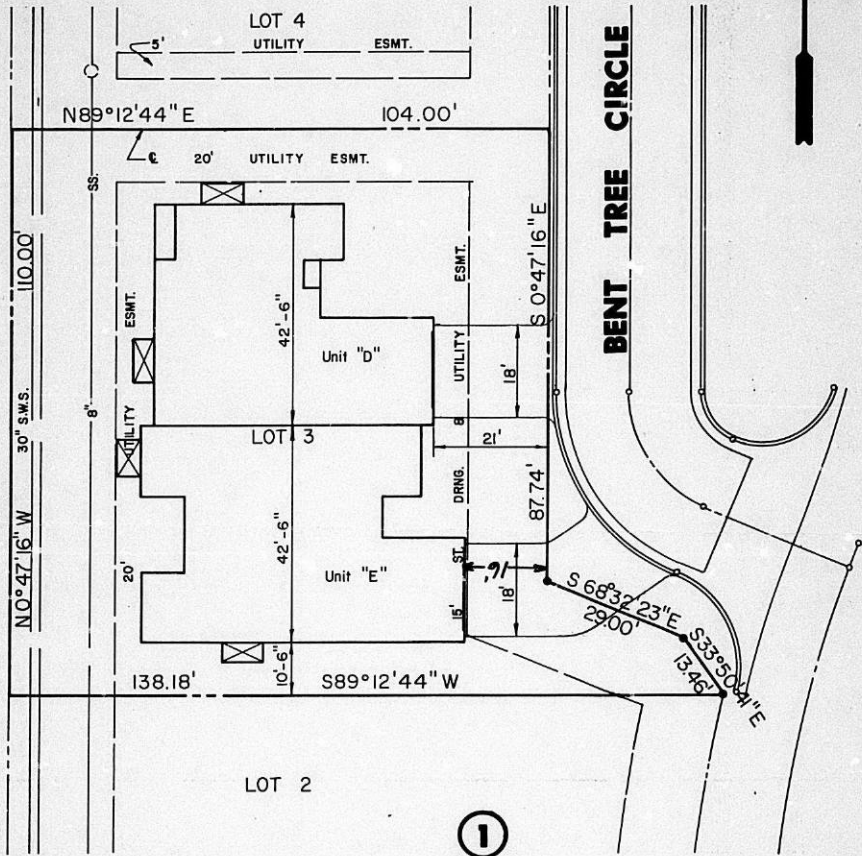 LOT 4
5'
UTILITY ESMT.
N89°12'44"E
104.00'
℄ 20' UTILITY ESMT.
BENT TREE CIRCLE
SS.
8"
110.00'
30" S.W.S.
N0°47'16" W
ESMT.
UTILITY
20'
42'-6"
Unit "D"
ESMT.
UTILITY
8
DRNG.
ST.
15'
S 0°47'16" E
87.74'
18'
21'
LOT 3
42'-6"
Unit "E"
16'
18'
S 68°32'23"E
29.00'
S33°50'41"E
13.46'
10'-6"
138.18'
S89°12'44"W
LOT 2
1